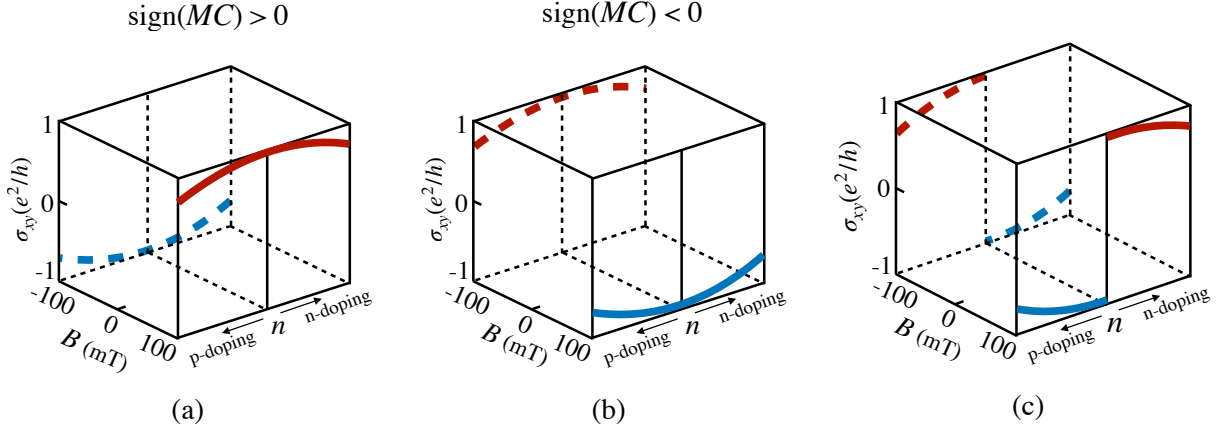 sign(MC) > 0
sign(MC) < 0
1
0
-1
σxy(e²/h)
-100
0
100
B (mT)
p-doping
n
n-doping
(a)
1
0
-1
σxy(e²/h)
-100
0
100
B (mT)
p-doping
n
n-doping
(b)
1
0
-1
σxy(e²/h)
-100
0
100
B (mT)
p-doping
n
n-doping
(c)